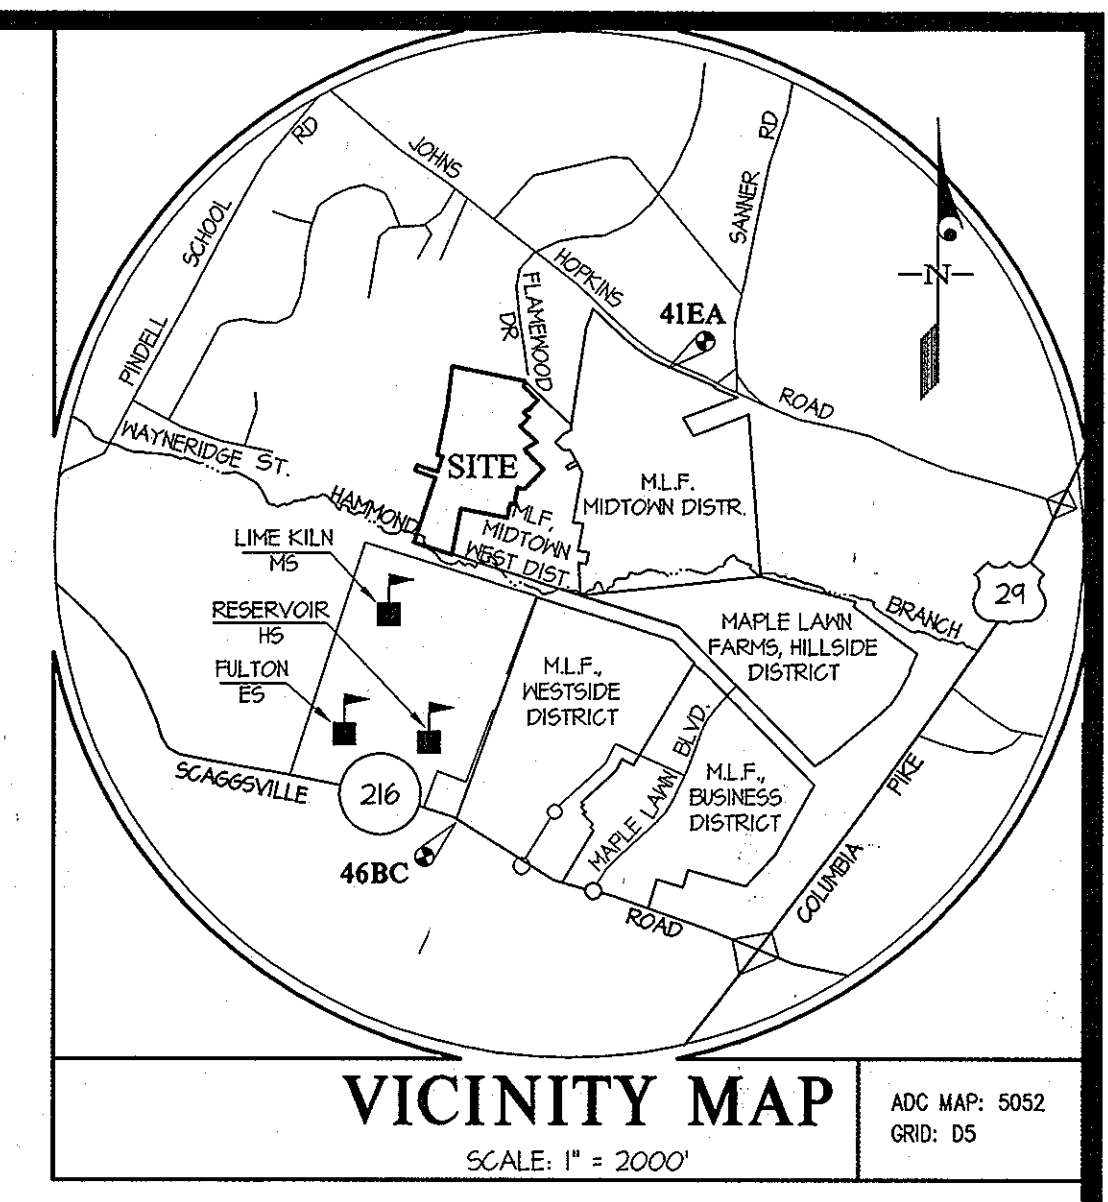 PINDELL SCHOOL RD
JOHNS HOPKINS ROAD
SANNER RD
N
FLAMEWOOD
DR
41EA
WAYNERIDGE ST.
SITE
HAMMOND BRANCH
M.L.F.
MIDTOWN DISTR.
MLF,
MIDTOWN
WEST DIST.
LIME KILN
MS
RESERVOIR
HS
FULTON
ES
29
MAPLE LAWN
FARMS, HILLSIDE
DISTRICT
M.L.F.,
WESTSIDE
DISTRICT
MAPLE LAWN BLVD.
M.L.F.,
BUSINESS
DISTRICT
SCAGGSVILLE ROAD
216
46BC
COLUMBIA PIKE
VICINITY MAP
SCALE: 1" = 2000'
ADC MAP: 5052
GRID: D5